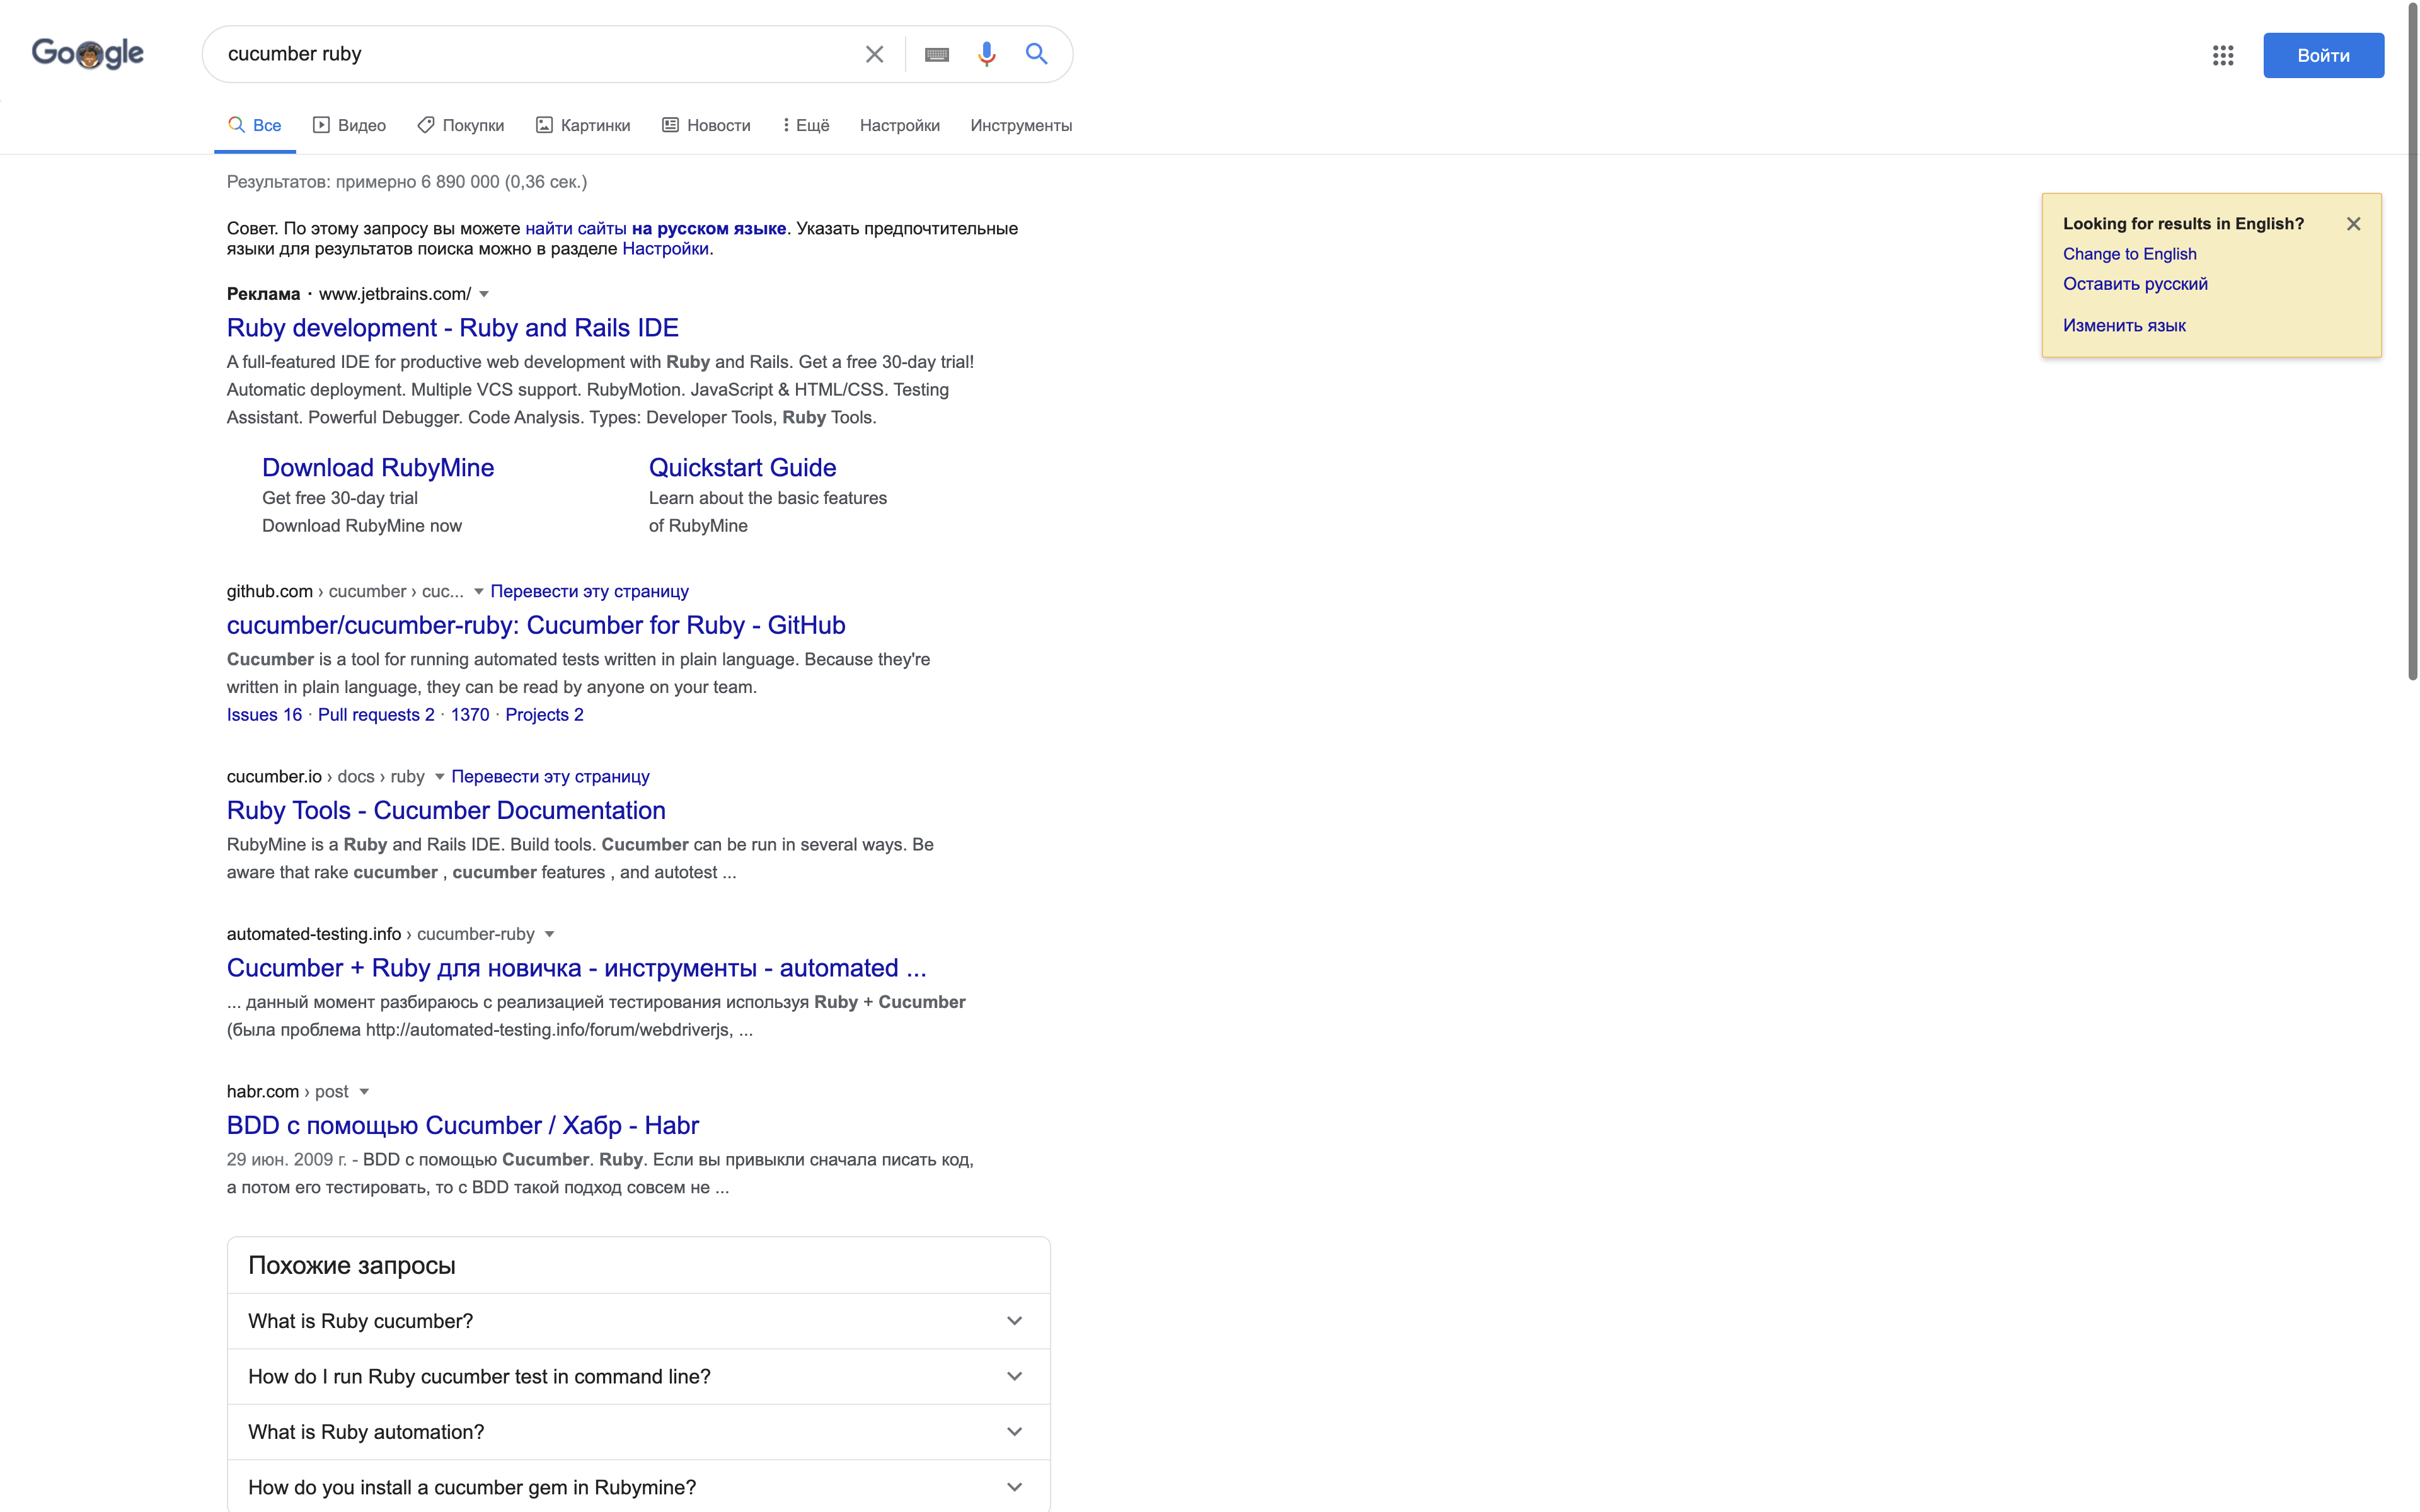 Google
cucumber ruby
Войти
Все Видео Покупки Картинки Новости Ещё Настройки Инструменты
Результатов: примерно 6 890 000 (0,36 сек.)
Совет. По этому запросу вы можете найти сайты на русском языке. Указать предпочтительные
языки для результатов поиска можно в разделе Настройки.
Looking for results in English?
Change to English
Оставить русский
Изменить язык
Реклама · www.jetbrains.com/
Ruby development - Ruby and Rails IDE
A full-featured IDE for productive web development with Ruby and Rails. Get a free 30-day trial!
Automatic deployment. Multiple VCS support. RubyMotion. JavaScript & HTML/CSS. Testing
Assistant. Powerful Debugger. Code Analysis. Types: Developer Tools, Ruby Tools.
Download RubyMine
Get free 30-day trial
Download RubyMine now
Quickstart Guide
Learn about the basic features
of RubyMine
github.com › cucumber › cuc... Перевести эту страницу
cucumber/cucumber-ruby: Cucumber for Ruby - GitHub
Cucumber is a tool for running automated tests written in plain language. Because they're
written in plain language, they can be read by anyone on your team.
Issues 16 · Pull requests 2 · 1370 · Projects 2
cucumber.io › docs › ruby Перевести эту страницу
Ruby Tools - Cucumber Documentation
RubyMine is a Ruby and Rails IDE. Build tools. Cucumber can be run in several ways. Be
aware that rake cucumber , cucumber features , and autotest ...
automated-testing.info › cucumber-ruby
Cucumber + Ruby для новичка - инструменты - automated ...
... данный момент разбираюсь с реализацией тестирования используя Ruby + Cucumber
(была проблема http://automated-testing.info/forum/webdriverjs, ...
habr.com › post
BDD с помощью Cucumber / Хабр - Habr
29 июн. 2009 г. - BDD с помощью Cucumber. Ruby. Если вы привыкли сначала писать код,
а потом его тестировать, то с BDD такой подход совсем не ...
Похожие запросы
What is Ruby cucumber?
How do I run Ruby cucumber test in command line?
What is Ruby automation?
How do you install a cucumber gem in Rubymine?